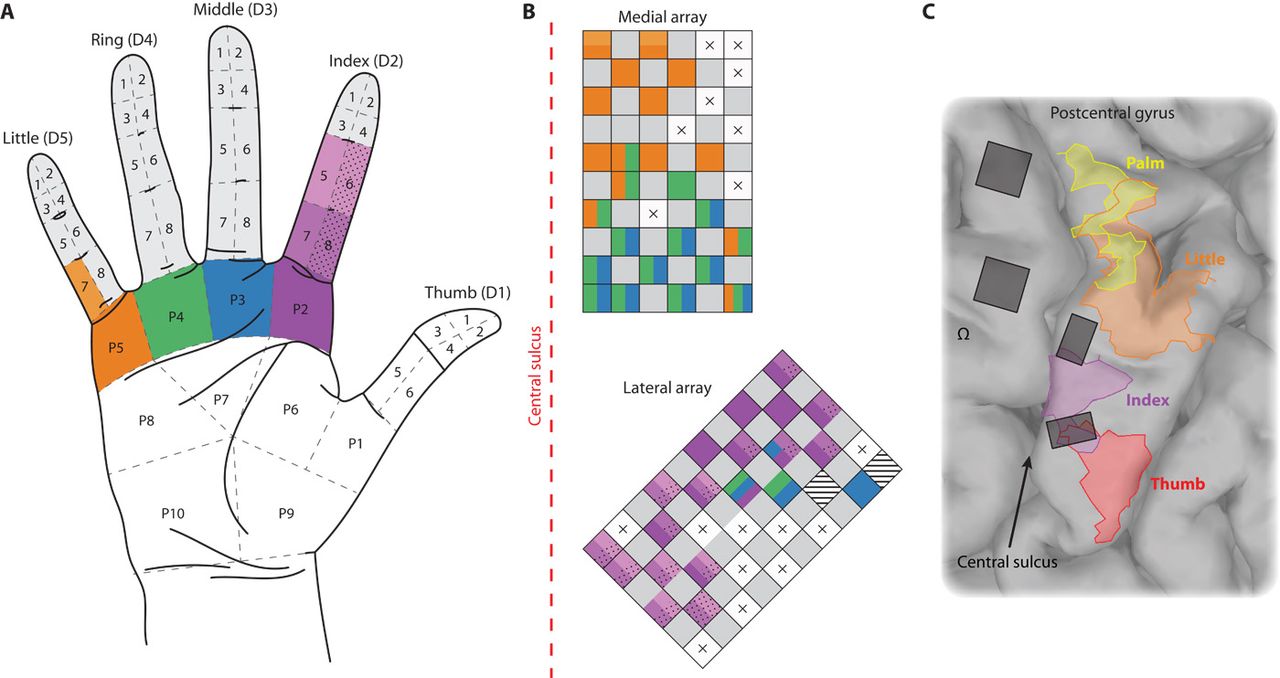 A
B
C
Middle (D3)
Ring (D4)
Index (D2)
Little (D5)
Thumb (D1)
1 2
3 4
5 6
7 8
1 2
3 4
5 6
7 8
1 2
3 4
5 6
7 8
1 2
3 4
5 6
7 8
1
3 2
4
5
6
P5
P4
P3
P2
P8
P7
P6
P1
P10
P9
Central sulcus
Medial array
× ×
×
×
× ×
×
×
Lateral array
×
× × × × ×
× ×
×
×
Postcentral gyrus
Palm
Little
Ω
Index
Thumb
Central sulcus